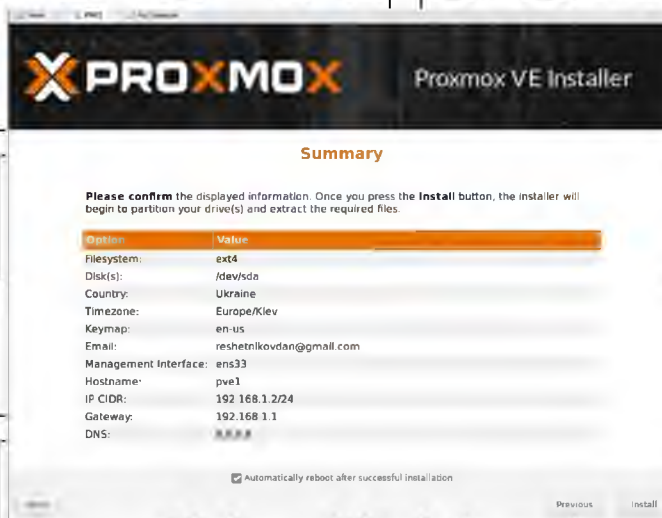 PROXMOX
Proxmox VE Installer
Summary
Please confirm the displayed information. Once you press the Install button, the installer will
begin to partition your drive(s) and extract the required files.
Option Value
Filesystem: ext4
Disk(s): /dev/sda
Country: Ukraine
Timezone: Europe/Kiev
Keymap: en-us
Email: reshetnikovdan@gmail.com
Management Interface: ens33
Hostname: pve1
IP CIDR: 192.168.1.2/24
Gateway: 192.168.1.1
DNS:
Automatically reboot after successful installation
Previous Install